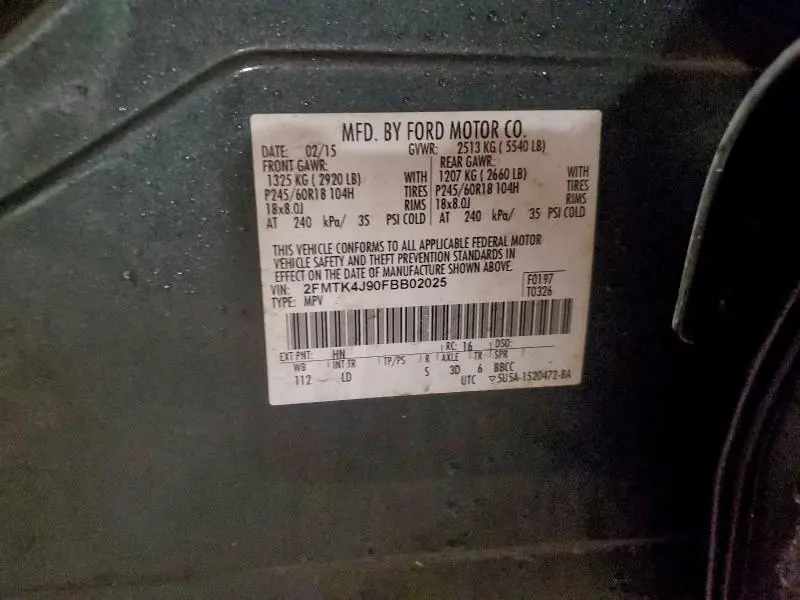 MFD. BY FORD MOTOR CO.
DATE: 02/15 GVWR: 2513 KG ( 5540 LB)
FRONT GAWR: REAR GAWR:
1325 KG ( 2920 LB) WITH 1207 KG ( 2660 LB) WITH
P245/60R18 104H TIRES P245/60R18 104H TIRES
18x8.0J RIMS 18x8.0J RIMS
AT 240 kPa/ 35 PSI COLD AT 240 kPa/ 35 PSI COLD
THIS VEHICLE CONFORMS TO ALL APPLICABLE FEDERAL MOTOR
VEHICLE SAFETY AND THEFT PREVENTION STANDARDS IN
EFFECT ON THE DATE OF MANUFACTURE SHOWN ABOVE.
VIN: 2FMTK4J90FBB02025 F0197
TYPE: MPV T0326
EXT PNT: HN RC: 16 DSO:
WB INT TR TP/PS R AXLE TR SPR
112 LD S 3D 6 BBCC
UTC ▽5U5A-1520472-BA